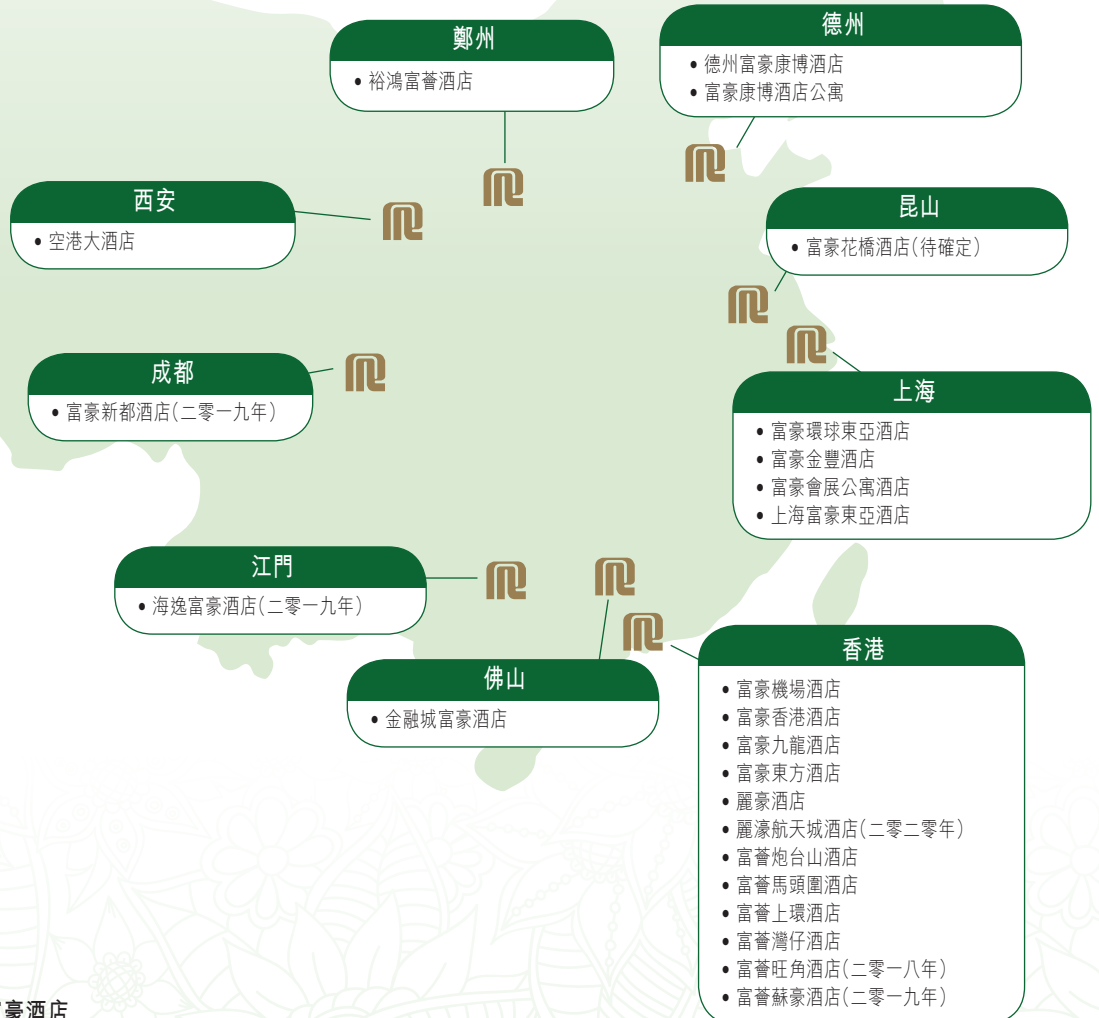 鄭州
• 裕鴻富薈酒店
德州
• 德州富豪康博酒店
• 富豪康博酒店公寓
西安
• 空港大酒店
昆山
• 富豪花橋酒店(待確定)
成都
• 富豪新都酒店(二零一九年)
上海
• 富豪環球東亞酒店
• 富豪金豐酒店
• 富豪會展公寓酒店
• 上海富豪東亞酒店
江門
• 海逸富豪酒店(二零一九年)
佛山
• 金融城富豪酒店
香港
• 富豪機場酒店
• 富豪香港酒店
• 富豪九龍酒店
• 富豪東方酒店
• 麗豪酒店
• 麗濠航天城酒店(二零二零年)
• 富薈炮台山酒店
• 富薈馬頭圍酒店
• 富薈上環酒店
• 富薈灣仔酒店
• 富薈旺角酒店(二零一八年)
• 富薈蘇豪酒店(二零一九年)
豪酒店